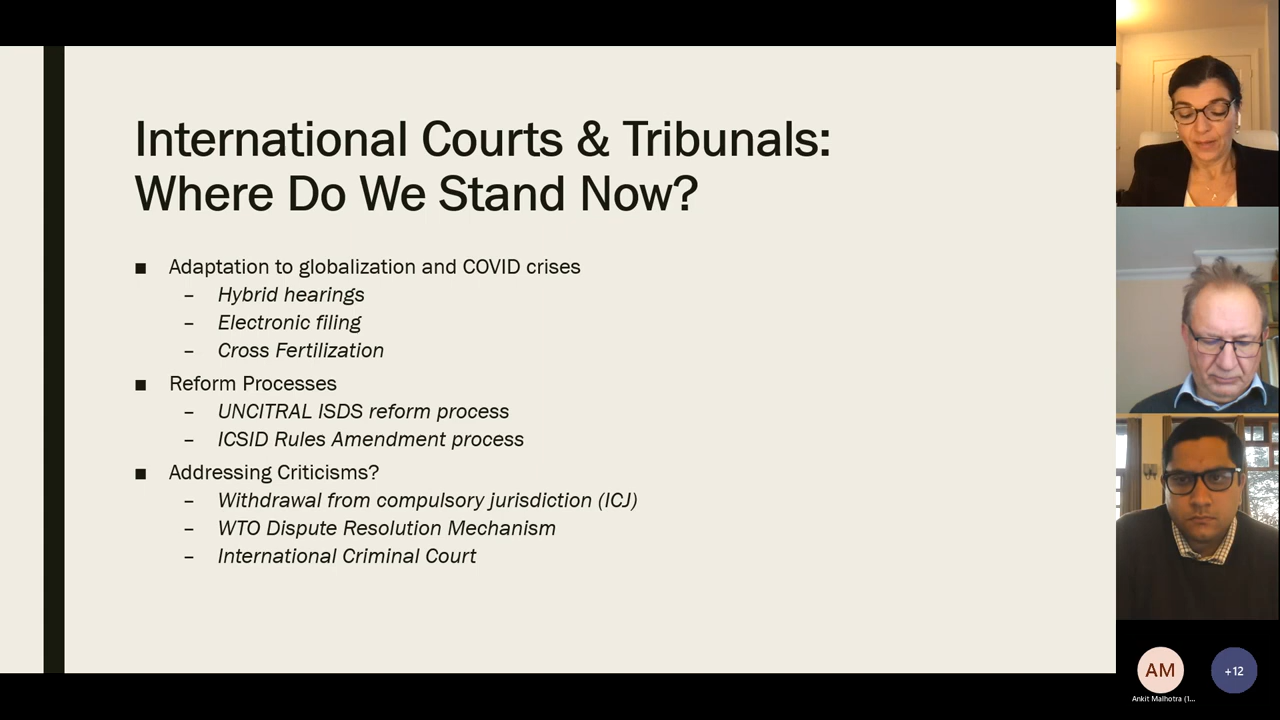 International Courts & Tribunals:
Where Do We Stand Now?
■ Adaptation to globalization and COVID crises
– Hybrid hearings
– Electronic filing
– Cross Fertilization
■ Reform Processes
– UNCITRAL ISDS reform process
– ICSID Rules Amendment process
■ Addressing Criticisms?
– Withdrawal from compulsory jurisdiction (ICJ)
– WTO Dispute Resolution Mechanism
– International Criminal Court
AM
+12
Ankit Malhotra (1...